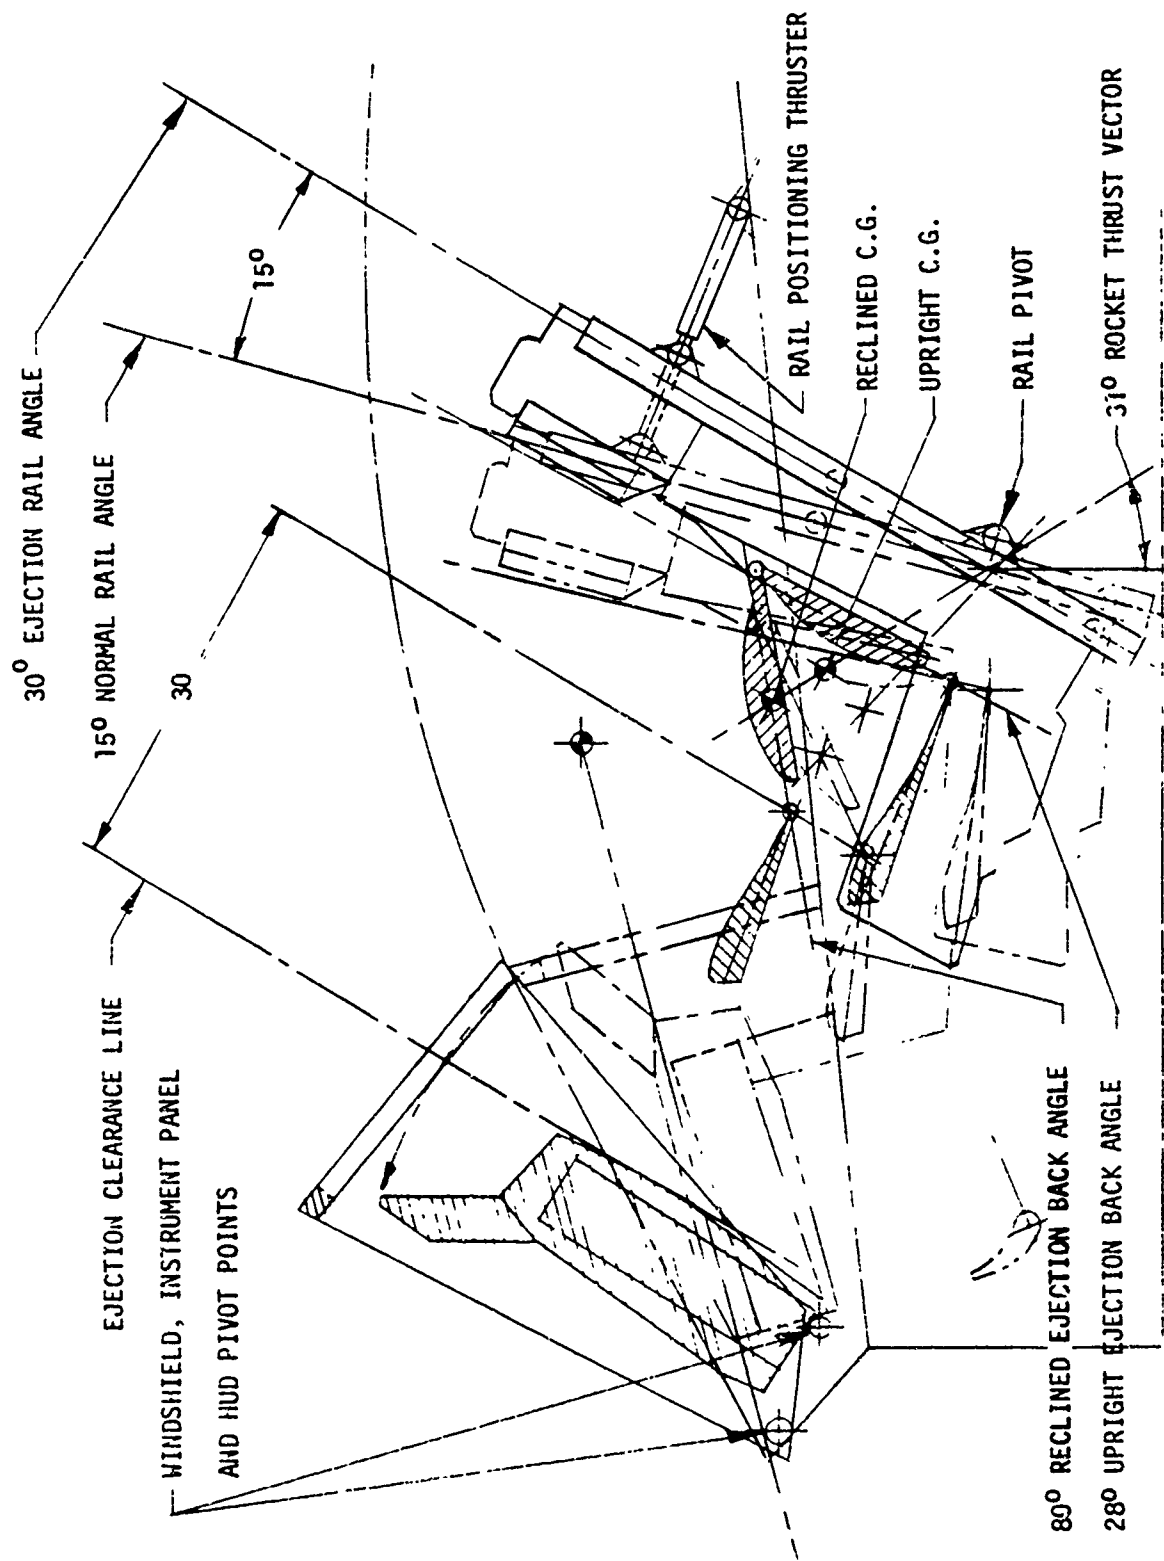 30° EJECTION RAIL ANGLE
15° NORMAL RAIL ANGLE
30
15°
EJECTION CLEARANCE LINE
WINDSHIELD, INSTRUMENT PANEL
AND HUD PIVOT POINTS
RAIL POSITIONING THRUSTER
RECLINED C.G.
UPRIGHT C.G.
RAIL PIVOT
31° ROCKET THRUST VECTOR
80° RECLINED EJECTION BACK ANGLE
28° UPRIGHT EJECTION BACK ANGLE